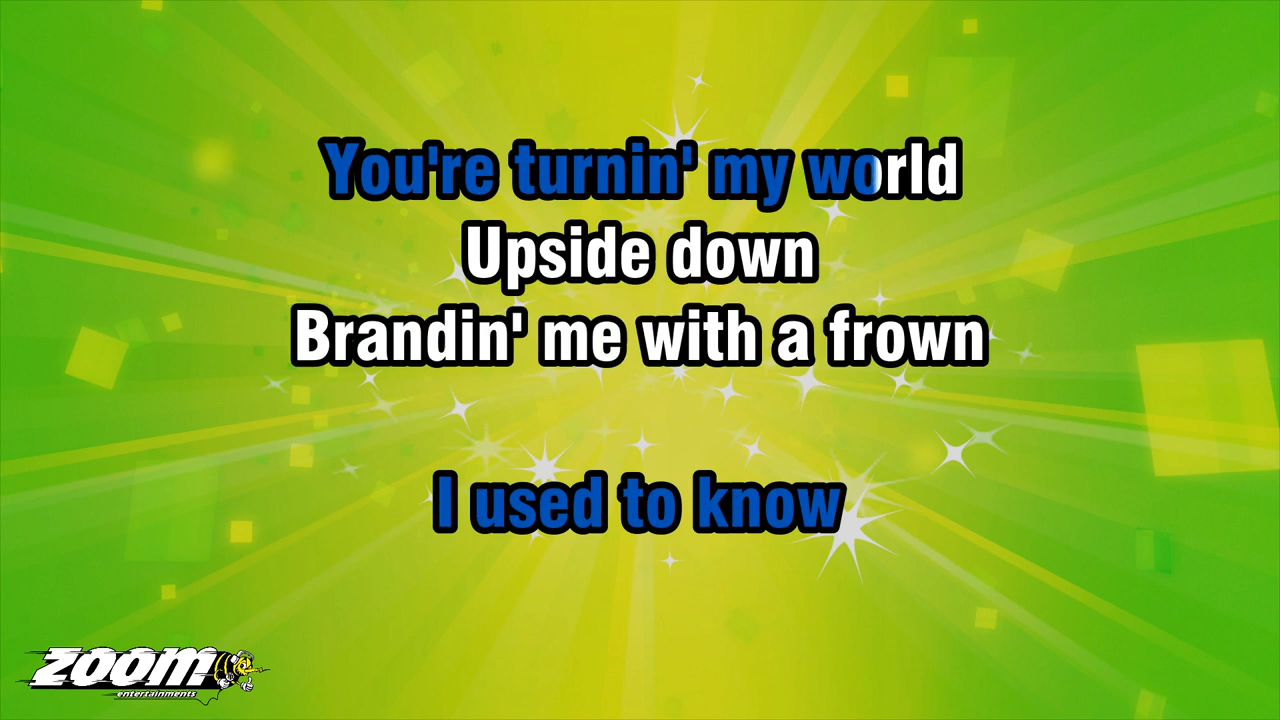 You're turnin' my world
Upside down
Brandin' me with a frown
I used to know
ZOOM
entertainments